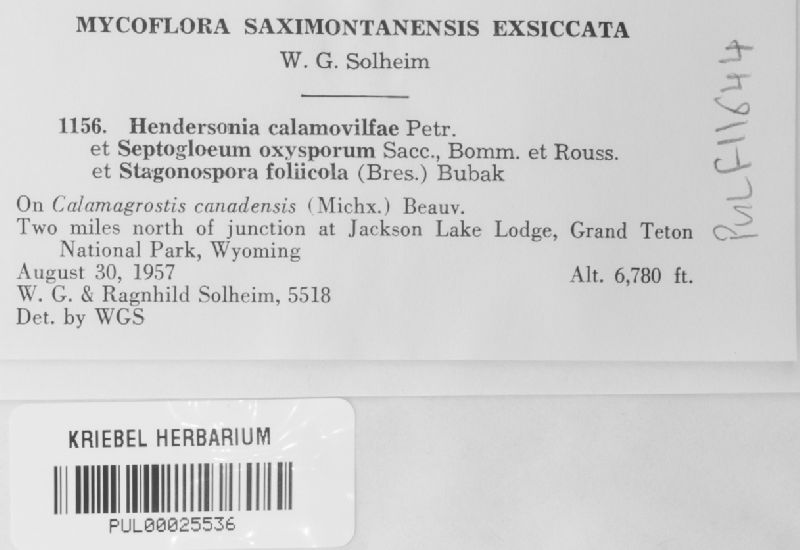 MYCOFLORA SAXIMONTANENSIS EXSICCATA
W. G. Solheim
1156. Hendersonia calamovilfae Petr.
et Septogloeum oxysporum Sacc., Bomm. et Rouss.
et Stagonospora foliicola (Bres.) Bubak
On Calamagrostis canadensis (Michx.) Beauv.
Two miles north of junction at Jackson Lake Lodge, Grand Teton
National Park, Wyoming
August 30, 1957 Alt. 6,780 ft.
W. G. & Ragnhild Solheim, 5518
Det. by WGS
PULF11644
KRIEBEL HERBARIUM
PUL00025536